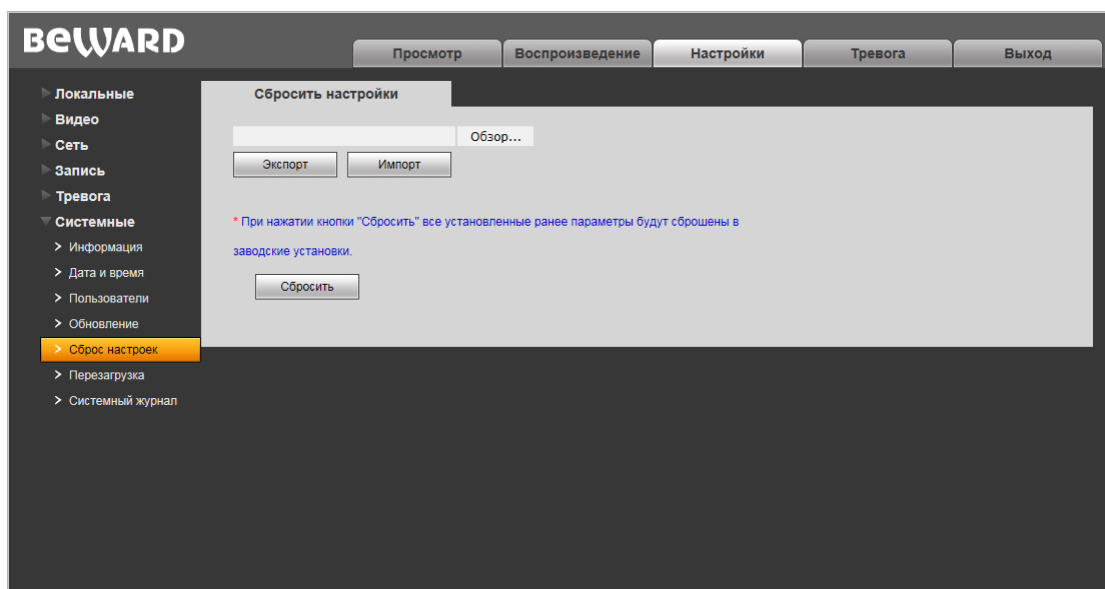 BEWARD
Просмотр Воспроизведение Настройки Тревога Выход
Локальные
Видео
Сеть
Запись
Тревога
Системные
> Информация
> Дата и время
> Пользователи
> Обновление
> Сброс настроек
> Перезагрузка
> Системный журнал
Сбросить настройки
Обзор...
Экспорт Импорт
* При нажатии кнопки "Сбросить" все установленные ранее параметры будут сброшены в
заводские установки.
Сбросить